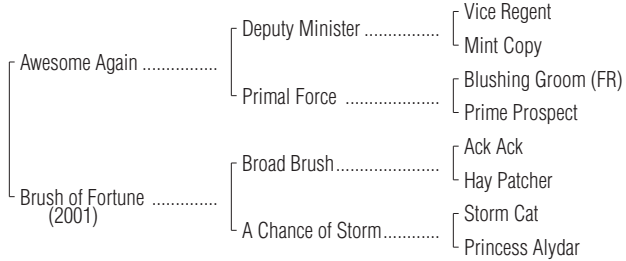 Vice Regent
Deputy Minister .................
Mint Copy
Awesome Again ................
Blushing Groom (FR)
Primal Force .....................
Prime Prospect
Ack Ack
Broad Brush.......................
Hay Patcher
Brush of Fortune ..............
(2001)
Storm Cat
A Chance of Storm............
Princess Alydar